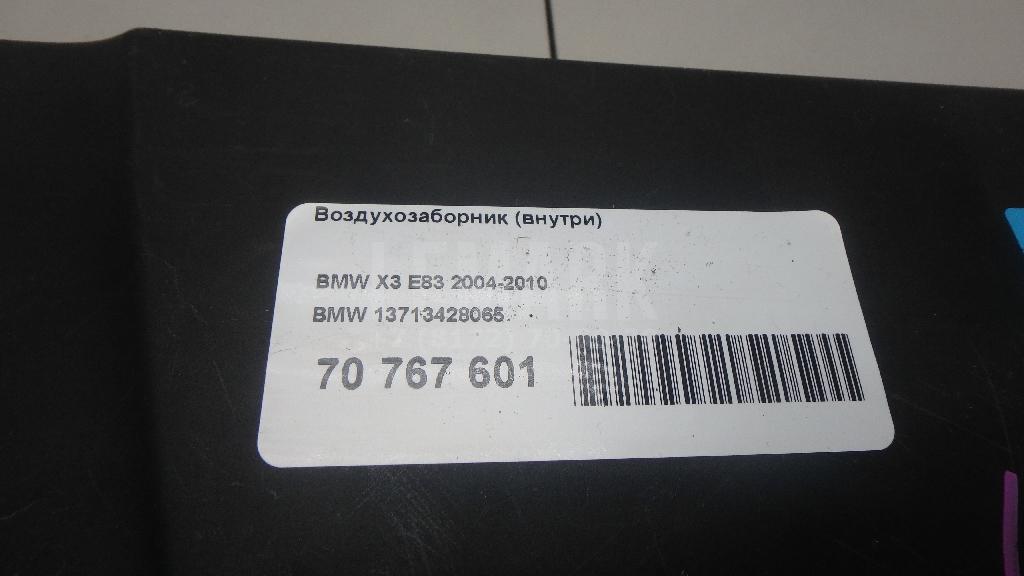 Воздухозаборник (внутри)
BMW X3 E83 2004-2010
BMW 13713428065
70 767 601